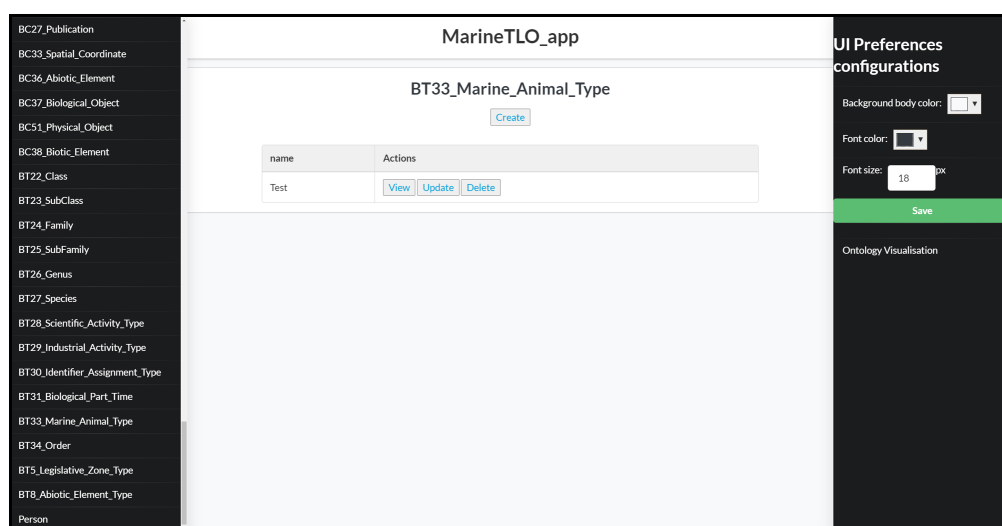 BC27_Publication
BC33_Spatial_Coordinate
BC36_Abiotic_Element
BC37_Biological_Object
BC51_Physical_Object
BC38_Biotic_Element
BT22_Class
BT23_SubClass
BT24_Family
BT25_SubFamily
BT26_Genus
BT27_Species
BT28_Scientific_Activity_Type
BT29_Industrial_Activity_Type
BT30_Identifier_Assignment_Type
BT31_Biological_Part_Time
BT33_Marine_Animal_Type
BT34_Order
BT5_Legislative_Zone_Type
BT8_Abiotic_Element_Type
Person
MarineTLO_app
BT33_Marine_Animal_Type
Create
name Actions
Test View Update Delete
UI Preferences
configurations
Background body color:
Font color:
Font size: 18 px
Save
Ontology Visualisation